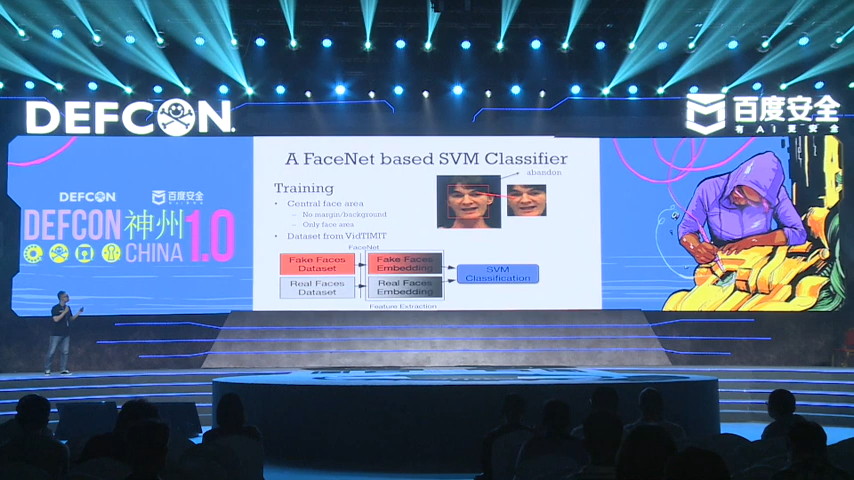 DEFCON.
百度安全
有AI更安全
DEFCON
百度安全
DEFCON 神州 1.0
CHINA
A FaceNet based SVM Classifier
abandon
Training
• Central face area
– No margin/background
– Only face area
• Dataset from VidTIMIT
FaceNet
Fake Faces Dataset
Fake Faces Embedding
SVM Classification
Real Faces Dataset
Real Faces Embedding
Feature Extraction